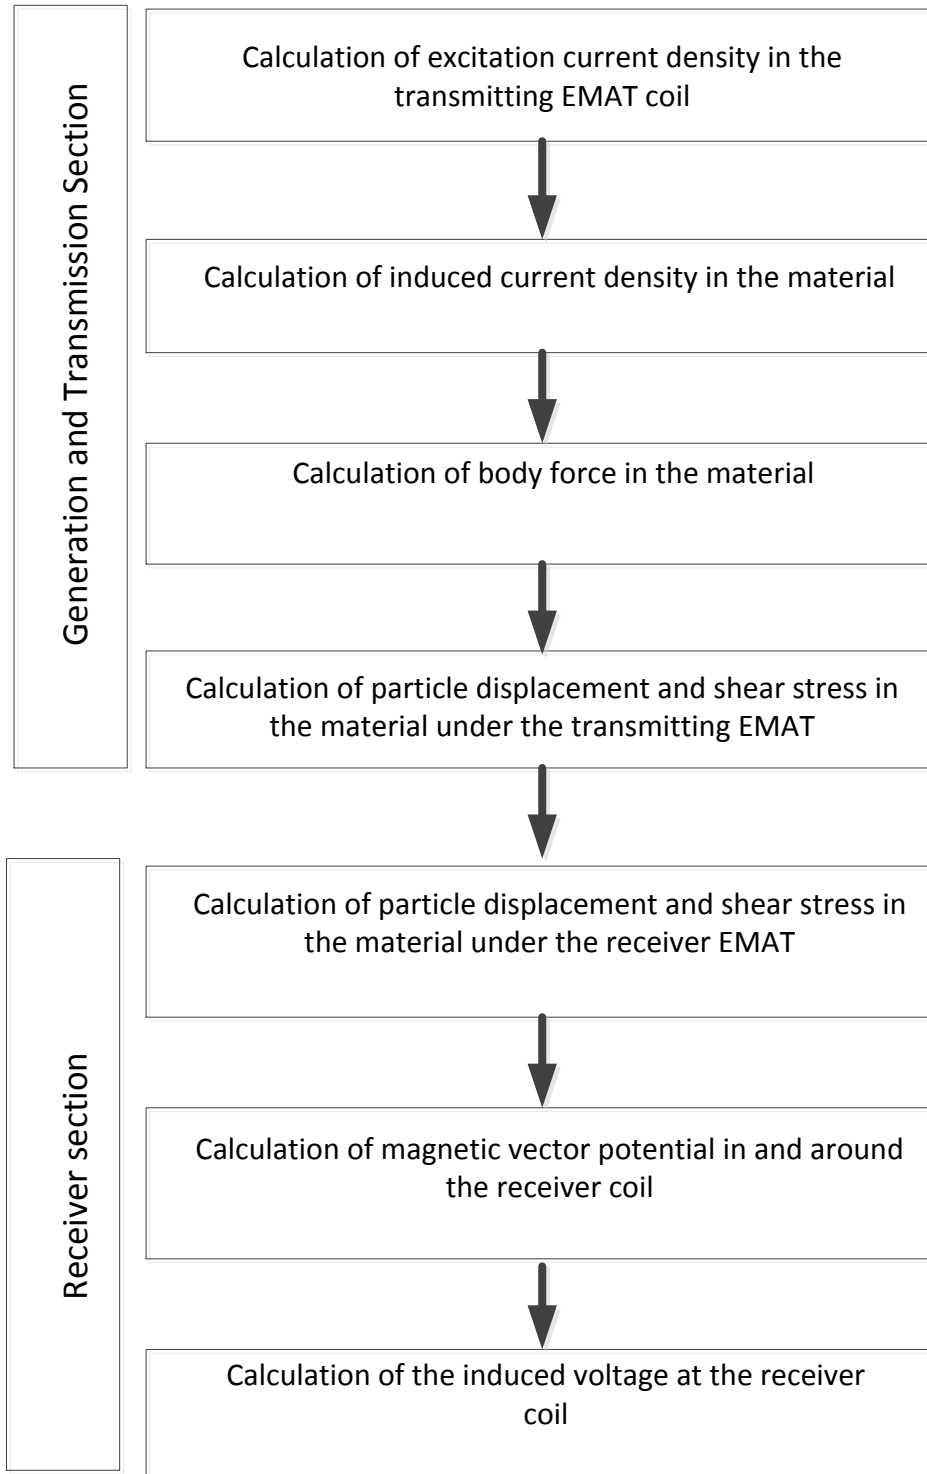 Generation and Transmission Section
Calculation of excitation current density in the
transmitting EMAT coil
Calculation of induced current density in the material
Calculation of body force in the material
Calculation of particle displacement and shear stress in
the material under the transmitting EMAT
Receiver section
Calculation of particle displacement and shear stress in
the material under the receiver EMAT
Calculation of magnetic vector potential in and around
the receiver coil
Calculation of the induced voltage at the receiver
coil